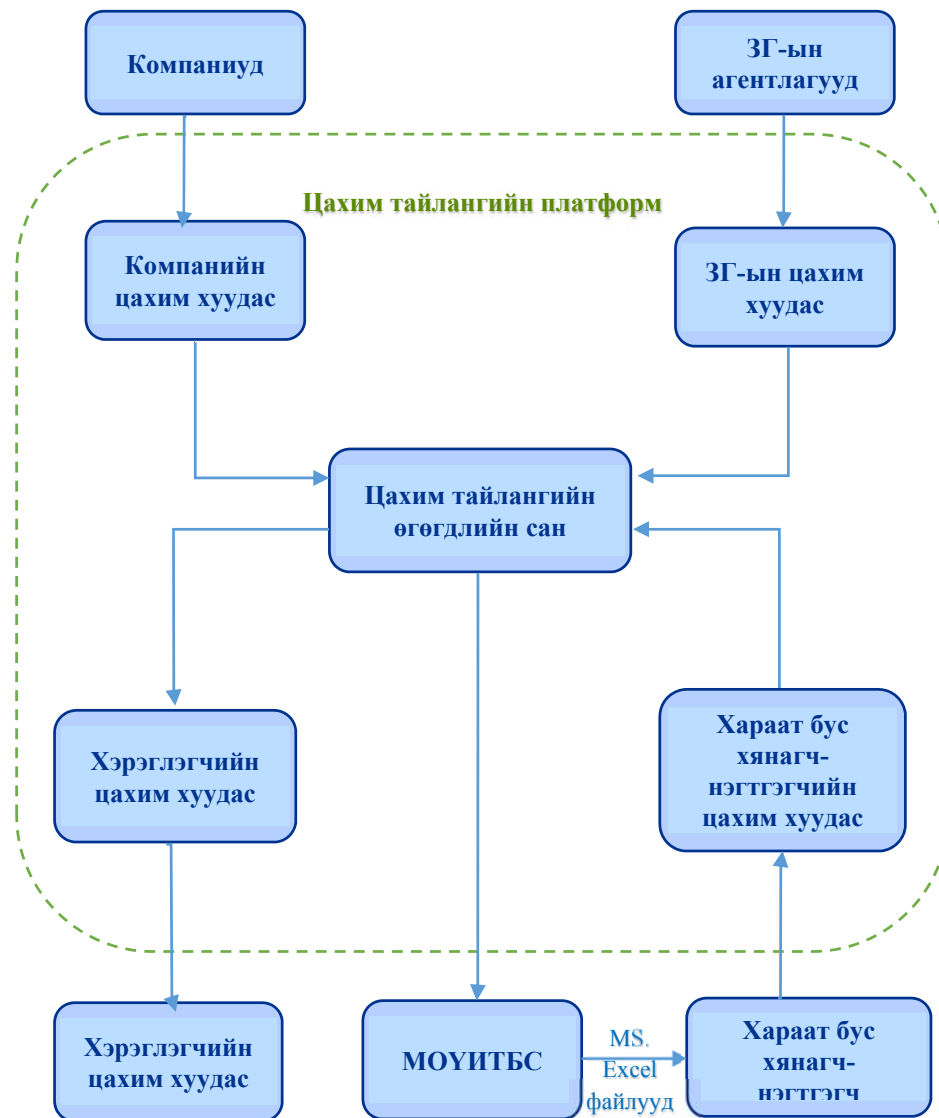 Компаниуд
ЗГ-ын
агентлагууд
Цахим тайлангийн платформ
Компанийн
цахим хуудас
ЗГ-ын цахим
хуудас
Цахим тайлангийн
өгөгдлийн сан
Хэрэглэгчийн
цахим хуудас
Хараат бус
хянагч-
нэгтгэгчийн
цахим хуудас
Хэрэглэгчийн
цахим хуудас
МОҮИТБС
MS.
Excel
файлууд
Хараат бус
хянагч-
нэгтгэгч